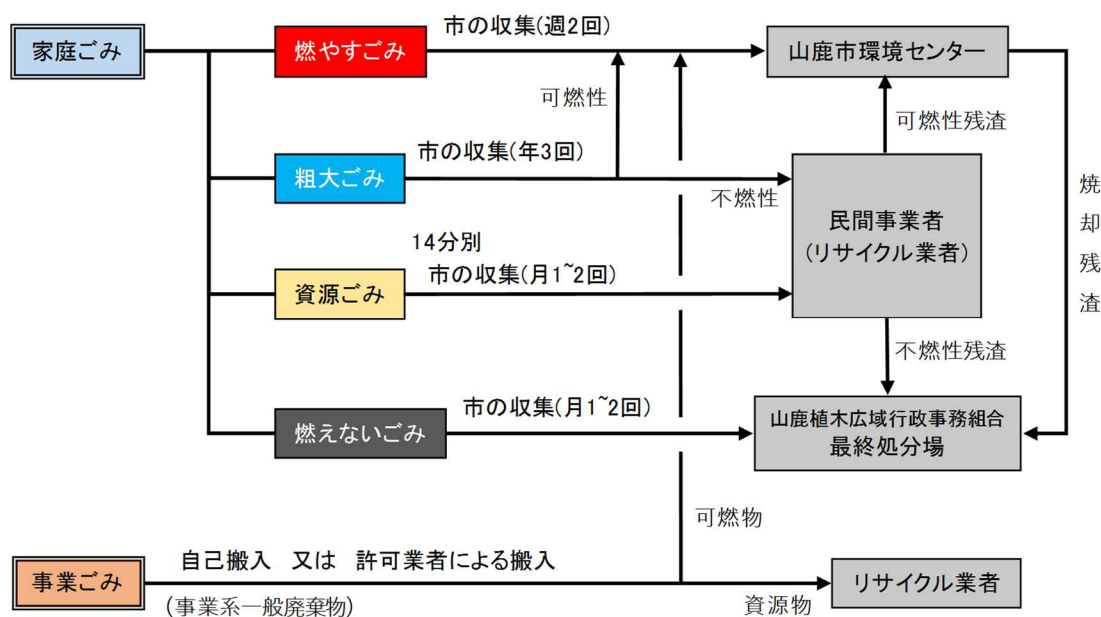 市の収集(週2回)
家庭ごみ
燃やすごみ
山鹿市環境センター
可燃性
可燃性残渣
市の収集(年3回)
粗大ごみ
不燃性
民間事業者
(リサイクル業者)
焼却残渣
14分別
市の収集(月1~2回)
資源ごみ
不燃性残渣
市の収集(月1~2回)
燃えないごみ
山鹿植木広域行政事務組合
最終処分場
可燃物
自己搬入 又は 許可業者による搬入
事業ごみ
(事業系一般廃棄物)
資源物
リサイクル業者